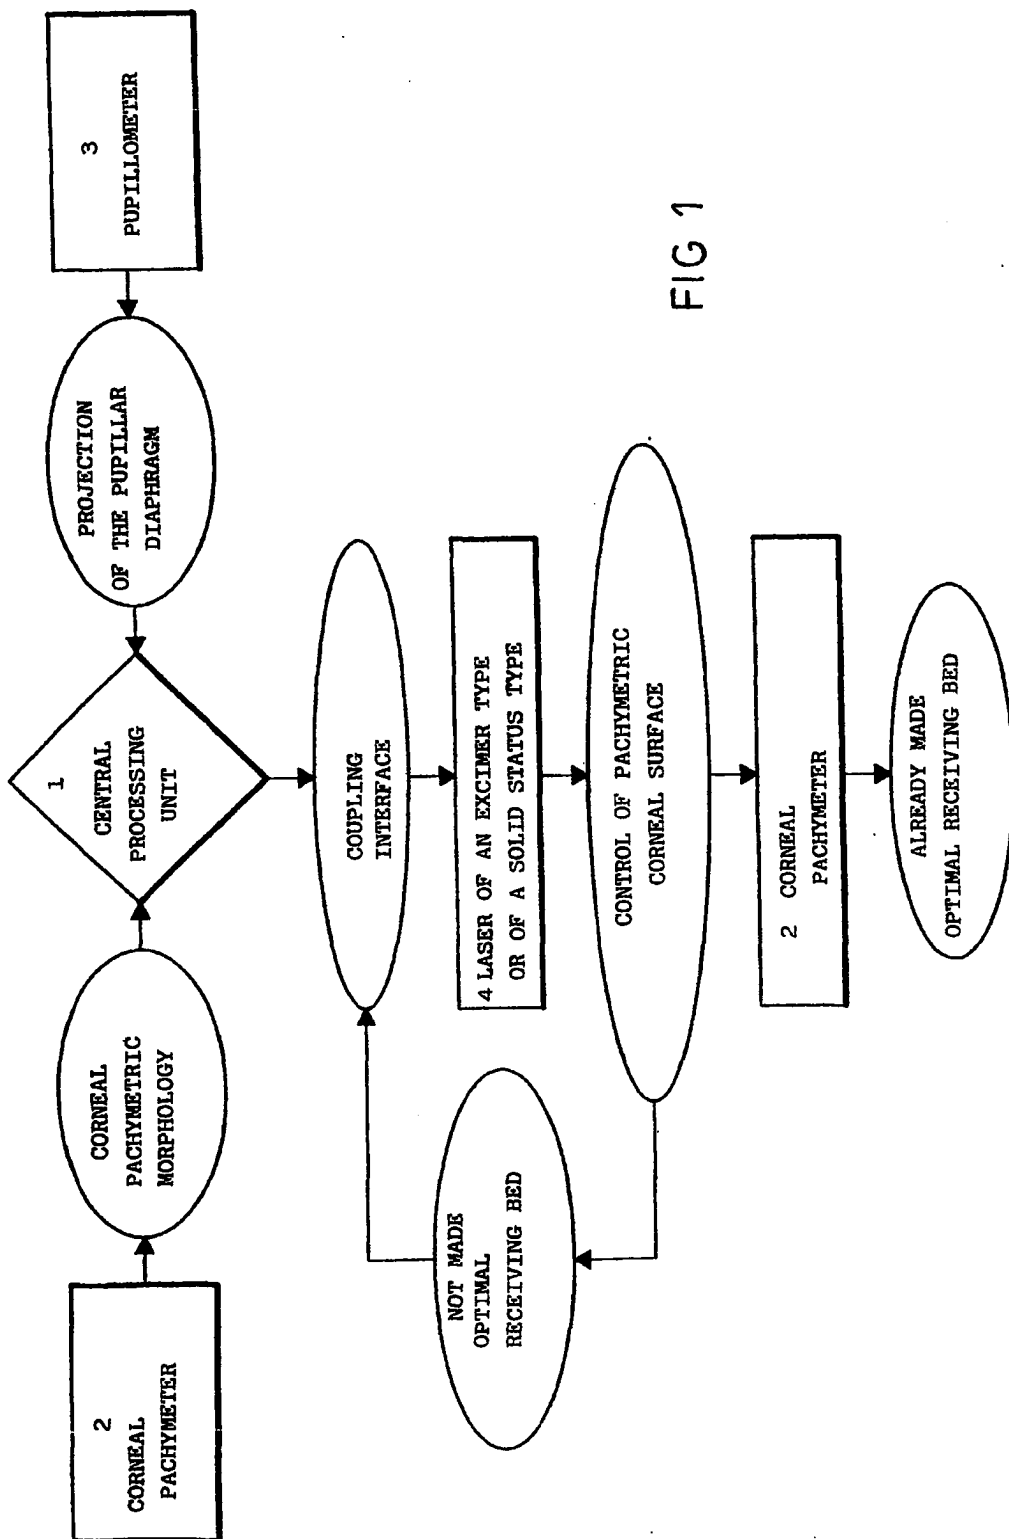 2
CORNEAL
PACHYMETER
CORNEAL
PACHYMETRIC
MORPHOLOGY
1
CENTRAL
PROCESSING
UNIT
PROJECTION
OF THE PUPILLAR
DIAPHRAGM
3
PUPILLOMETER
COUPLING
INTERFACE
4 LASER OF AN EXCIMER TYPE
OR OF A SOLID STATUS TYPE
NOT MADE
OPTIMAL
RECEIVING BED
CONTROL OF PACHYMETRIC
CORNEAL SURFACE
2 CORNEAL
PACHYMETER
ALREADY MADE
OPTIMAL RECEIVING BED
FIG 1